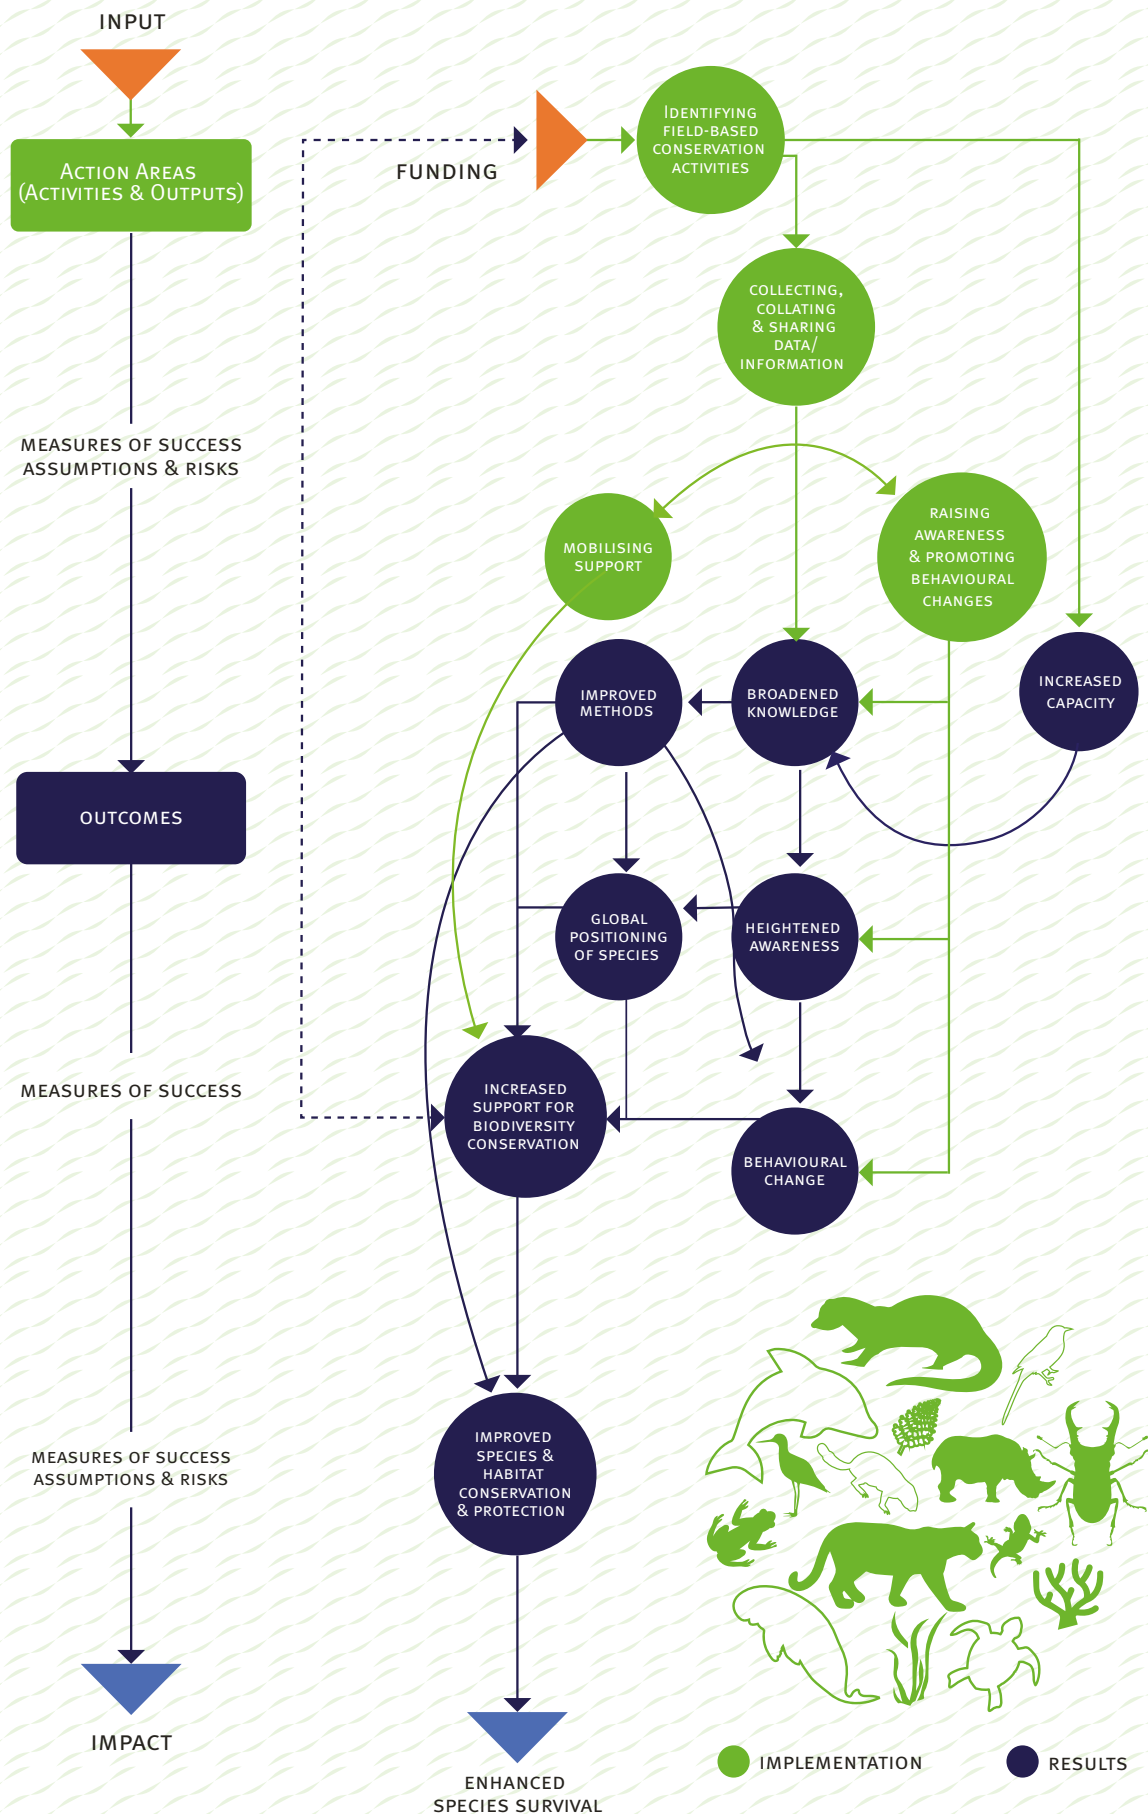 INPUT
Action Areas
(Activities & Outputs)
MEASURES OF SUCCESS
ASSUMPTIONS & RISKS
OUTCOMES
MEASURES OF SUCCESS
MEASURES OF SUCCESS
ASSUMPTIONS & RISKS
IMPACT
FUNDING
Identifying
field-based
conservation
activities
collecting,
collating
& sharing
data/
information
mobilising
support
raising
awareness
& promoting
behavioural
changes
increased
capacity
improved
methods
broadened
knowledge
global
positioning
of species
heightened
awareness
increased
support for
biodiversity
conservation
behavioural
change
improved
species &
habitat
conservation
& protection
ENHANCED
SPECIES SURVIVAL
IMPLEMENTATION
RESULTS